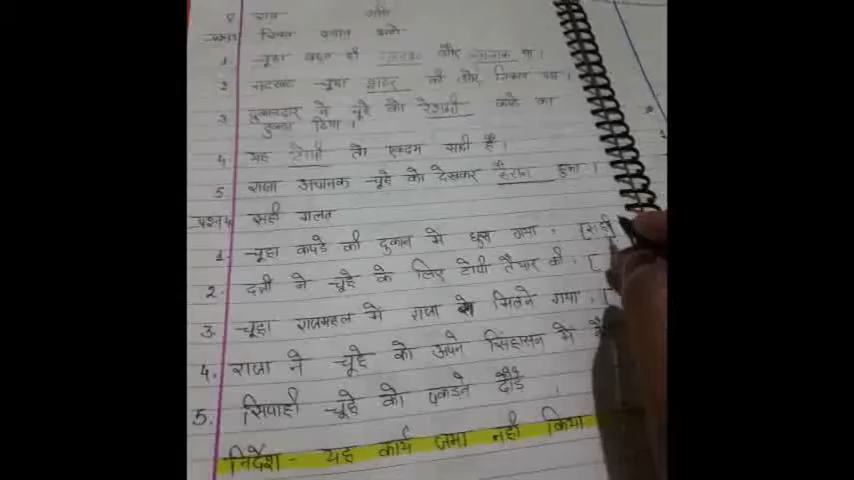 1. चूहा बहुत ही और चालाक था।
2. नटखट चूहा शहर की ओर निकल पड़ा।
3. दुकानदार ने चूहे को रेशमी कपड़े का
टुकड़ा दिया।
4. यह टोपी तो एकदम सही है।
5 राजा अचानक चूहे को देखकर हैरान हुआ।
प्रश्न4 सही गलत
1. चूहा कपड़े की दुकान में घुस गया। [सही
2. दर्जी ने चूहे के लिए टोपी तैयार की। [
3. चूहा राजमहल में राजा से मिलने गया। [
4. राजा ने चूहे को अपने सिंहासन में
5. सिपाही चूहे को पकड़ने दौड़े
निर्देश - यह कार्य जमा नही किया